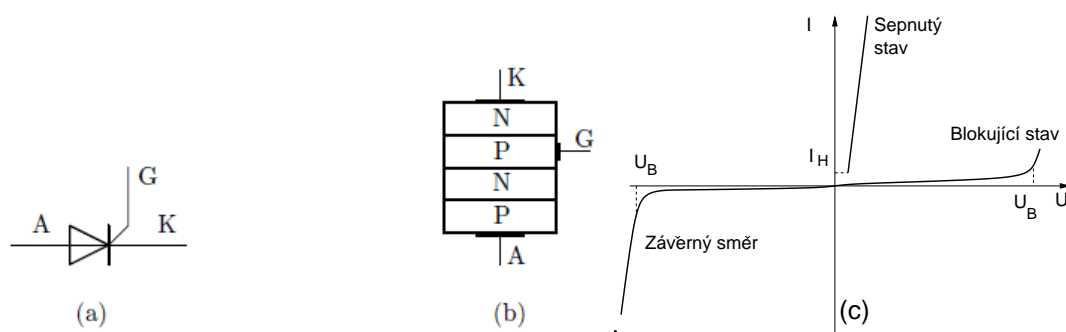 G
A
K
(a)
K
N
P
G
N
P
A
(b)
I
Sepnutý
stav
Blokující stav
I H
U B
U B
U
Závěrný směr
(c)